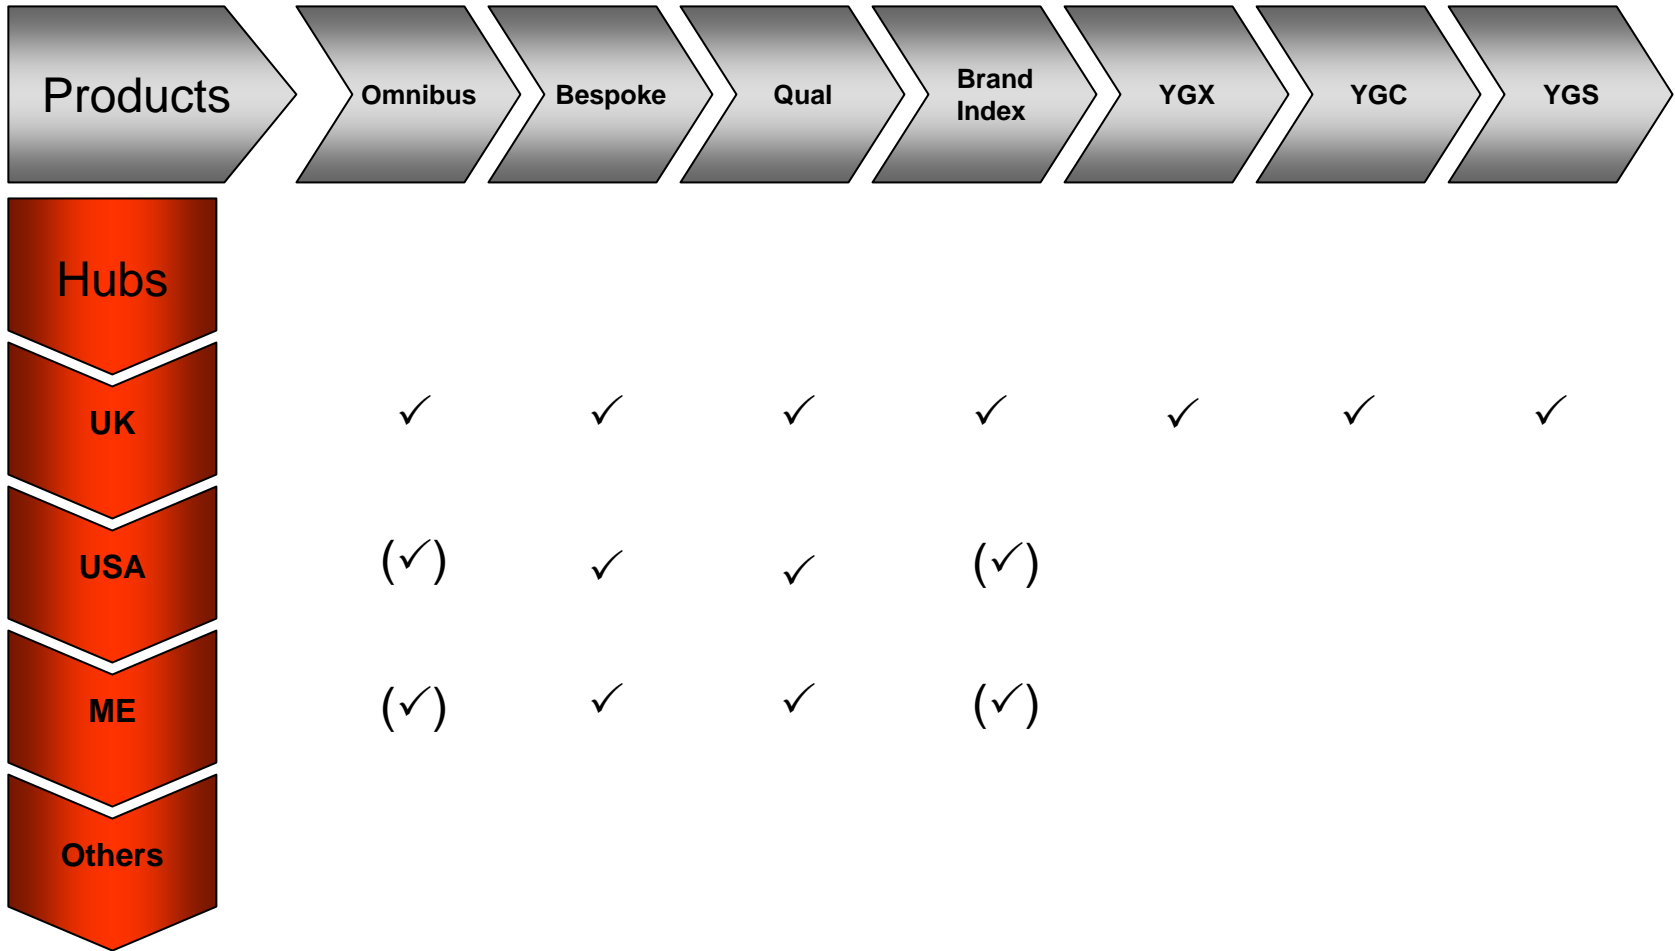 Products
Omnibus
Bespoke
Qual
Brand
Index
YGX
YGC
YGS
Hubs
UK
✓ ✓ ✓ ✓ ✓ ✓ ✓
USA
(✓) ✓ ✓ (✓)
ME
(✓) ✓ ✓ (✓)
Others